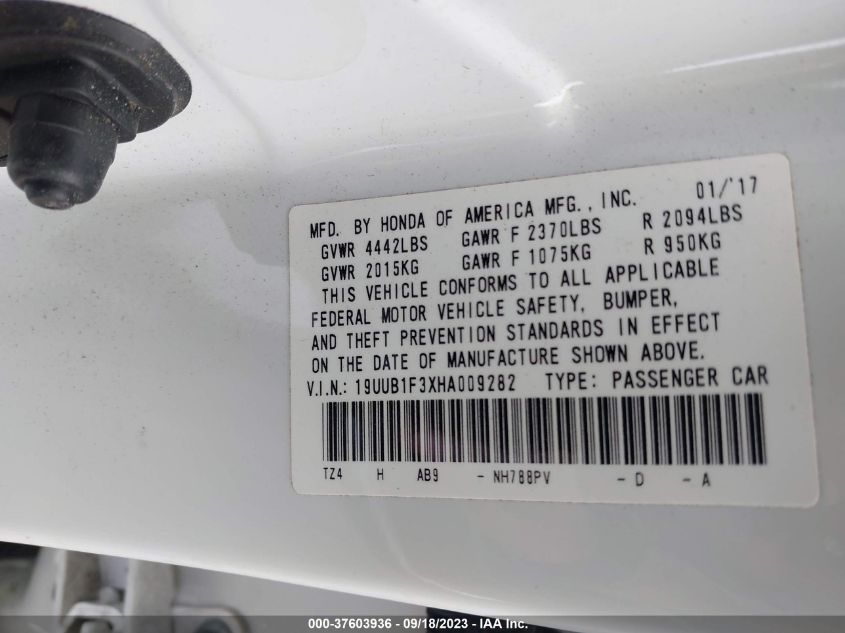 MFD. BY HONDA OF AMERICA MFG., INC. 01/'17
GVWR 4442LBS GAWR F 2370LBS R 2094LBS
GVWR 2015KG GAWR F 1075KG R 950KG
THIS VEHICLE CONFORMS TO ALL APPLICABLE
FEDERAL MOTOR VEHICLE SAFETY, BUMPER,
AND THEFT PREVENTION STANDARDS IN EFFECT
ON THE DATE OF MANUFACTURE SHOWN ABOVE.
V.I.N.: 19UUB1F3XHA009282 TYPE: PASSENGER CAR
TZ4 H AB9 - NH788PV - D - A
000-37603936 - 09/18/2023 - IAA Inc.